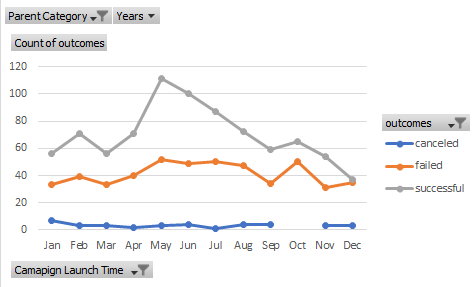 Parent Category Years
Count of outcomes
120
100
80
60
40
20
0
Jan Feb Mar Apr May Jun Jul Aug Sep Oct Nov Dec
outcomes
canceled
failed
successful
Camapign Launch Time